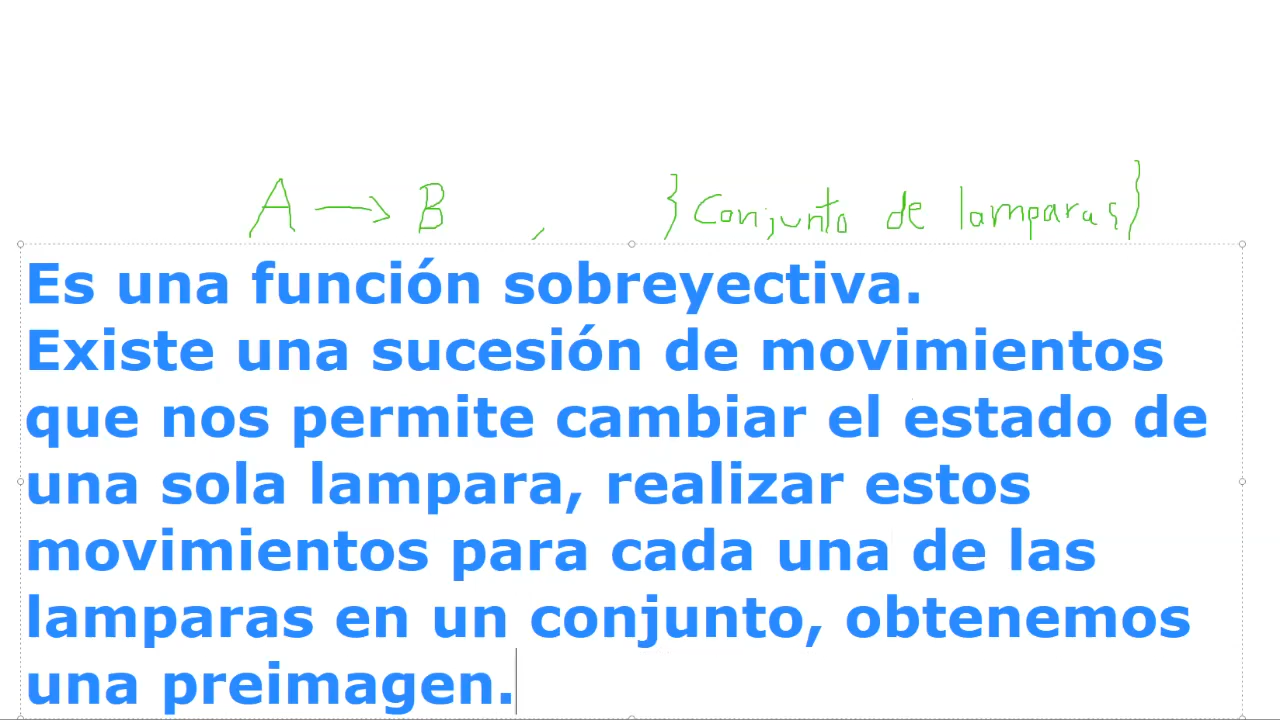 A → B , } Conjunto de lamparas }
Es una función sobreyectiva.
Existe una sucesión de movimientos
que nos permite cambiar el estado de
una sola lampara, realizar estos
movimientos para cada una de las
lamparas en un conjunto, obtenemos
una preimagen.